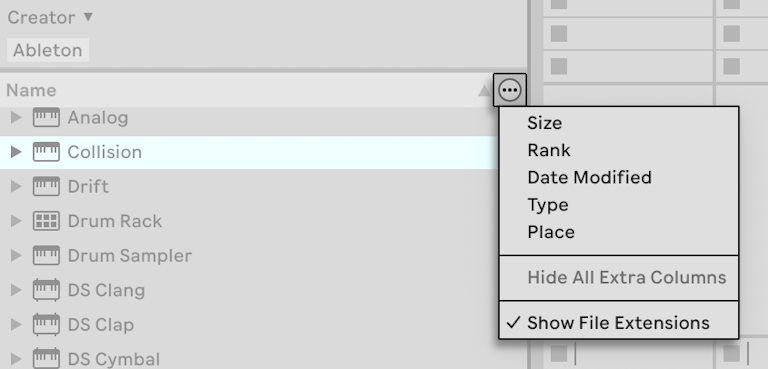 Creator
Ableton
Name
Analog
Collision
Drift
Drum Rack
Drum Sampler
DS Clang
DS Clap
DS Cymbal
Size
Rank
Date Modified
Type
Place
Hide All Extra Columns
Show File Extensions